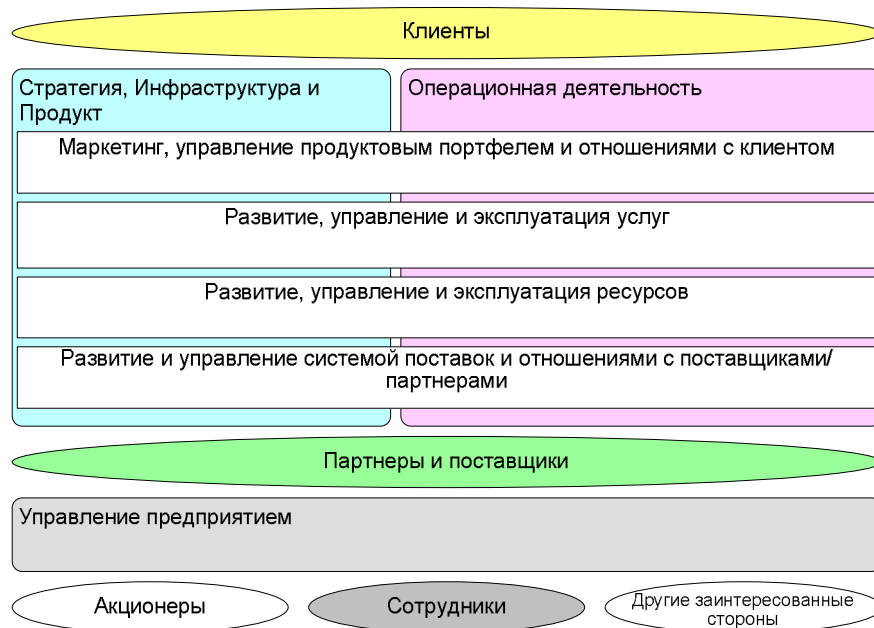 Клиенты
Стратегия, Инфраструктура и
Продукт
Операционная деятельность
Маркетинг, управление продуктовым портфелем и отношениями с клиентом
Развитие, управление и эксплуатация услуг
Развитие, управление и эксплуатация ресурсов
Развитие и управление системой поставок и отношениями с поставщиками/
партнерами
Партнеры и поставщики
Управление предприятием
Акционеры
Сотрудники
Другие заинтересованные
стороны